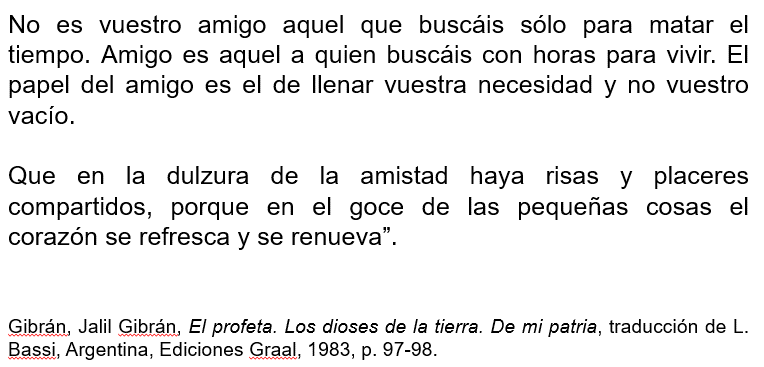 No es vuestro amigo aquel que buscáis sólo para matar el
tiempo. Amigo es aquel a quien buscáis con horas para vivir. El
papel del amigo es el de llenar vuestra necesidad y no vuestro
vacío.
Que en la dulzura de la amistad haya risas y placeres
compartidos, porque en el goce de las pequeñas cosas el
corazón se refresca y se renueva”.
Gibrán, Jalil Gibrán, El profeta. Los dioses de la tierra. De mi patria, traducción de L.
Bassi, Argentina, Ediciones Graal, 1983, p. 97-98.